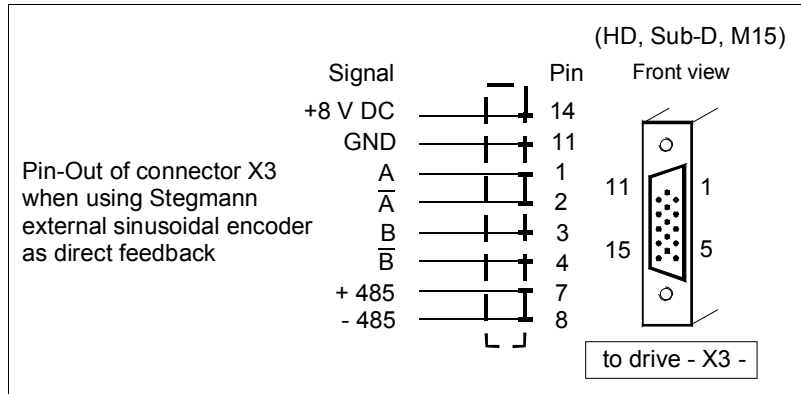 (HD, Sub-D, M15)
Signal Pin Front view
+8 V DC 14
GND 11
A 1
A̅ 2
B 3
B̅ 4
+ 485 7
- 485 8
Pin-Out of connector X3
when using Stegmann
external sinusoidal encoder
as direct feedback
11 1
15 5
to drive - X3 -